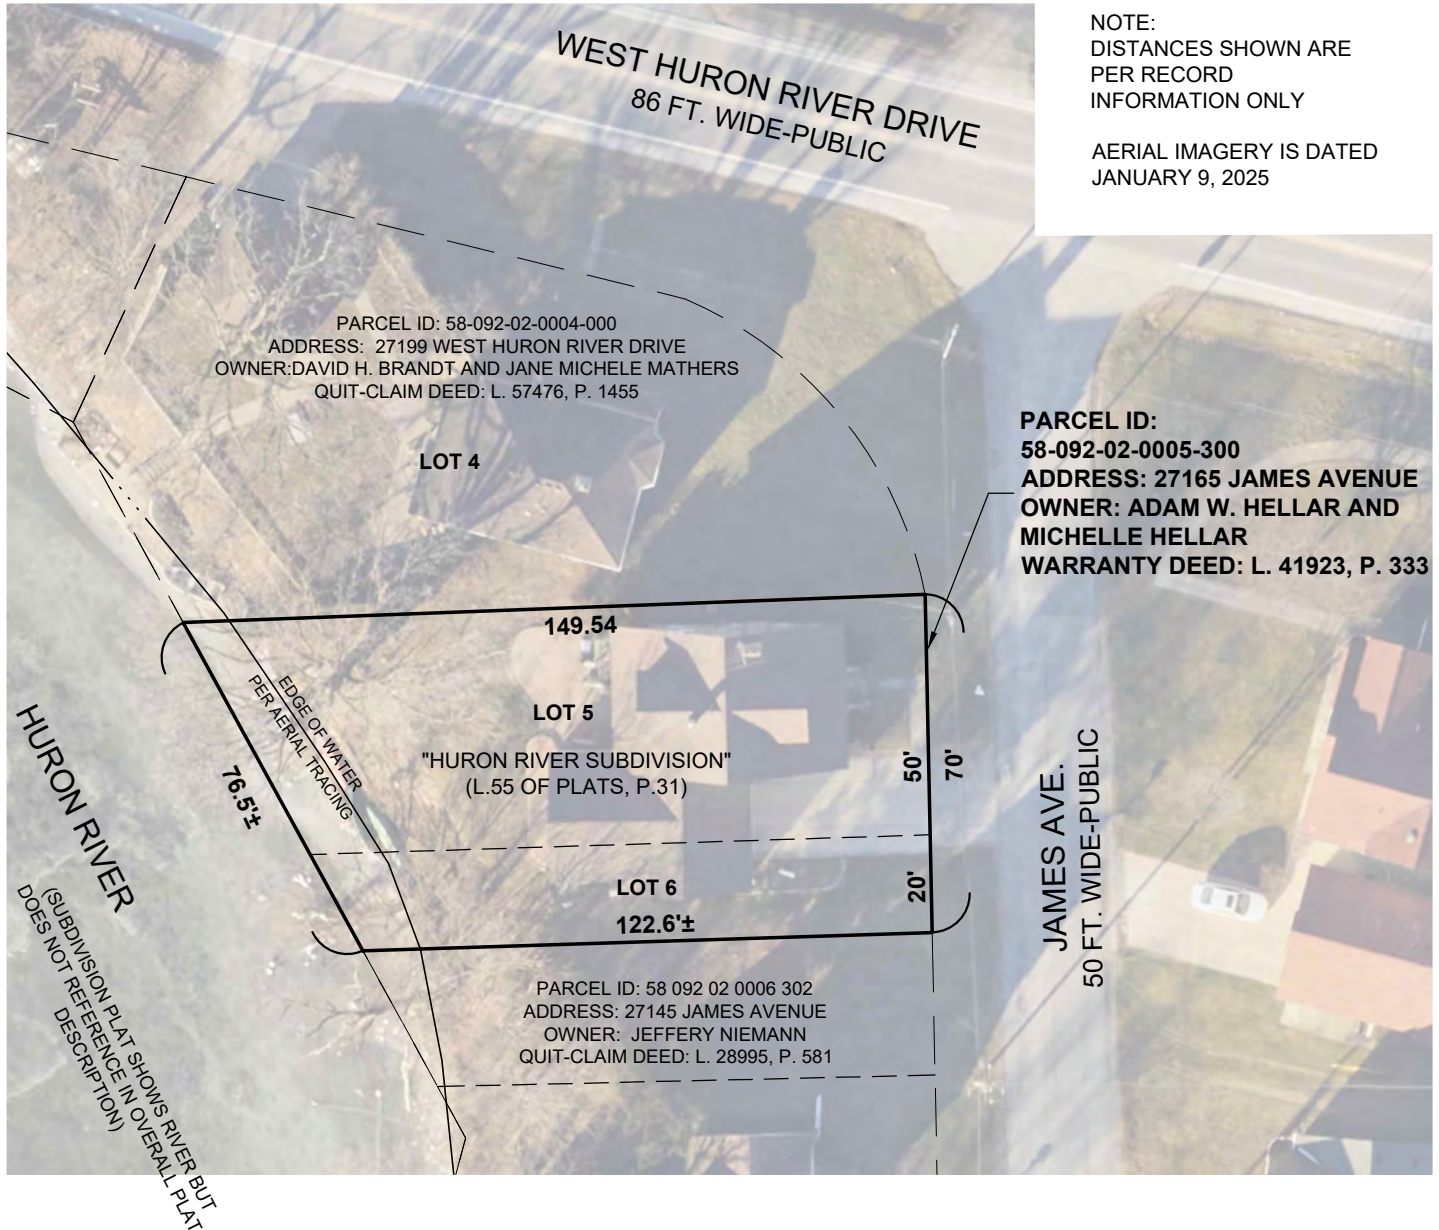 WEST HURON RIVER DRIVE
86 FT. WIDE-PUBLIC
NOTE:
DISTANCES SHOWN ARE
PER RECORD
INFORMATION ONLY
AERIAL IMAGERY IS DATED
JANUARY 9, 2025
PARCEL ID: 58-092-02-0004-000
ADDRESS: 27199 WEST HURON RIVER DRIVE
OWNER:DAVID H. BRANDT AND JANE MICHELE MATHERS
QUIT-CLAIM DEED: L. 57476, P. 1455
LOT 4
PARCEL ID:
58-092-02-0005-300
ADDRESS: 27165 JAMES AVENUE
OWNER: ADAM W. HELLAR AND
MICHELLE HELLAR
WARRANTY DEED: L. 41923, P. 333
149.54
EDGE OF WATER
PER AERIAL TRACING
LOT 5
"HURON RIVER SUBDIVISION"
(L.55 OF PLATS, P.31)
76.5'±
50'
70'
20'
LOT 6
122.6'±
HURON RIVER
(SUBDIVISION PLAT SHOWS RIVER BUT
DOES NOT REFERENCE IN OVERALL PLAT
DESCRIPTION)
JAMES AVE.
50 FT. WIDE-PUBLIC
PARCEL ID: 58 092 02 0006 302
ADDRESS: 27145 JAMES AVENUE
OWNER: JEFFERY NIEMANN
QUIT-CLAIM DEED: L. 28995, P. 581